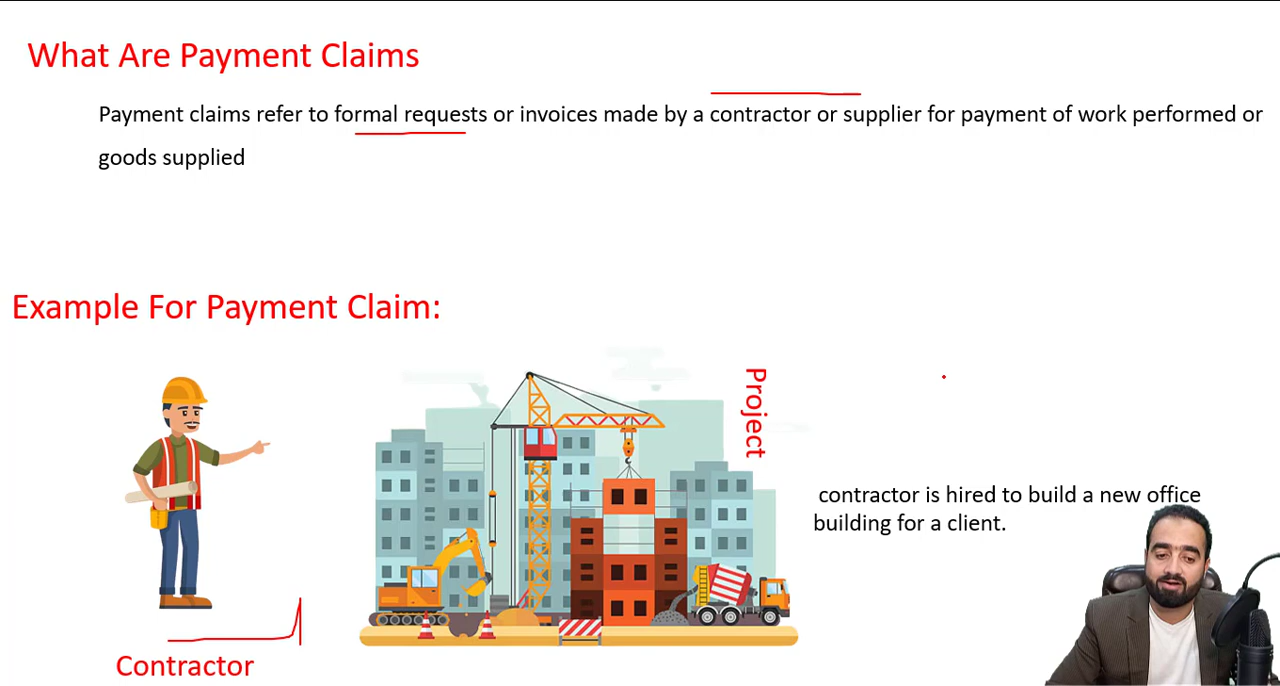 What Are Payment Claims
Payment claims refer to formal requests or invoices made by a contractor or supplier for payment of work performed or
goods supplied
Example For Payment Claim:
Project
contractor is hired to build a new office
building for a client.
Contractor